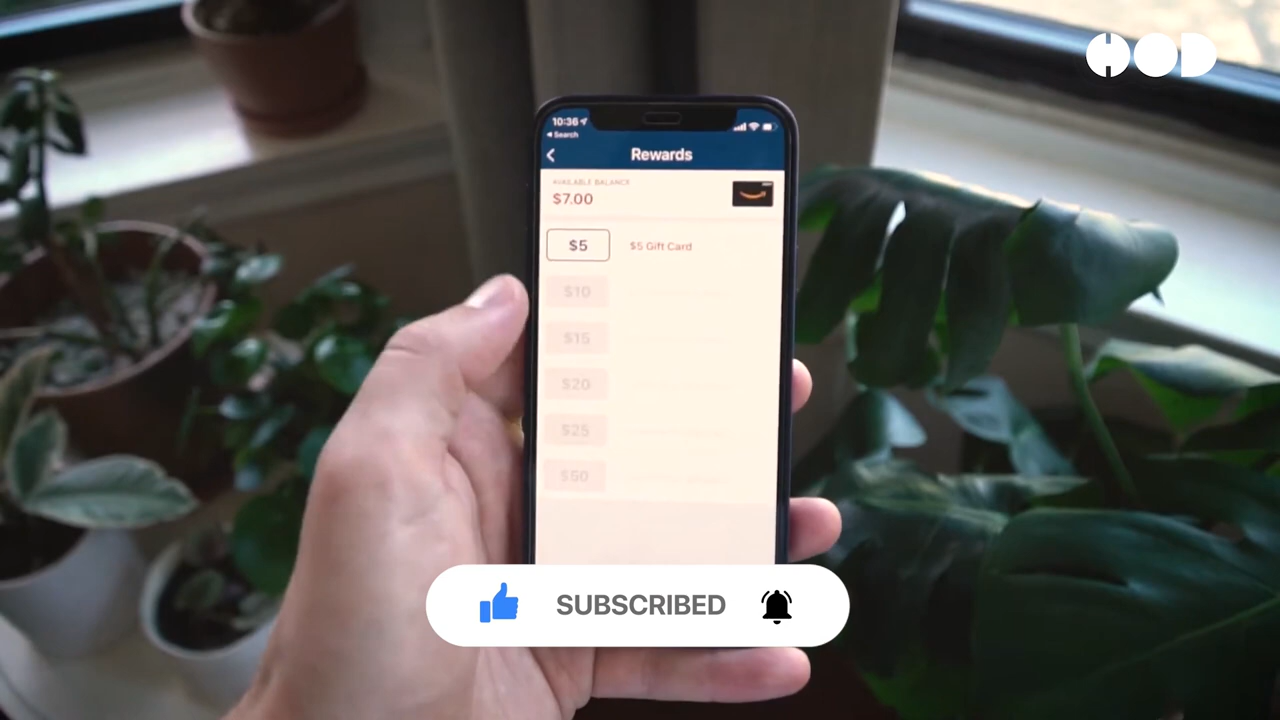 HOD
10:36
Search
Rewards
AVAILABLE BALANCE
$7.00
$5
$5 Gift Card
$10
$15
$20
$25
$50
SUBSCRIBED